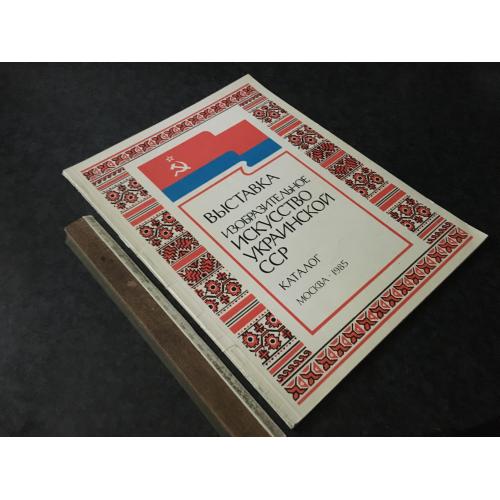 ВЫСТАВКА
ИЗОБРАЗИТЕЛЬНОЕ
ИСКУССТВО
УКРАИНСКОЙ
ССР
КАТАЛОГ
МОСКВА · 1985